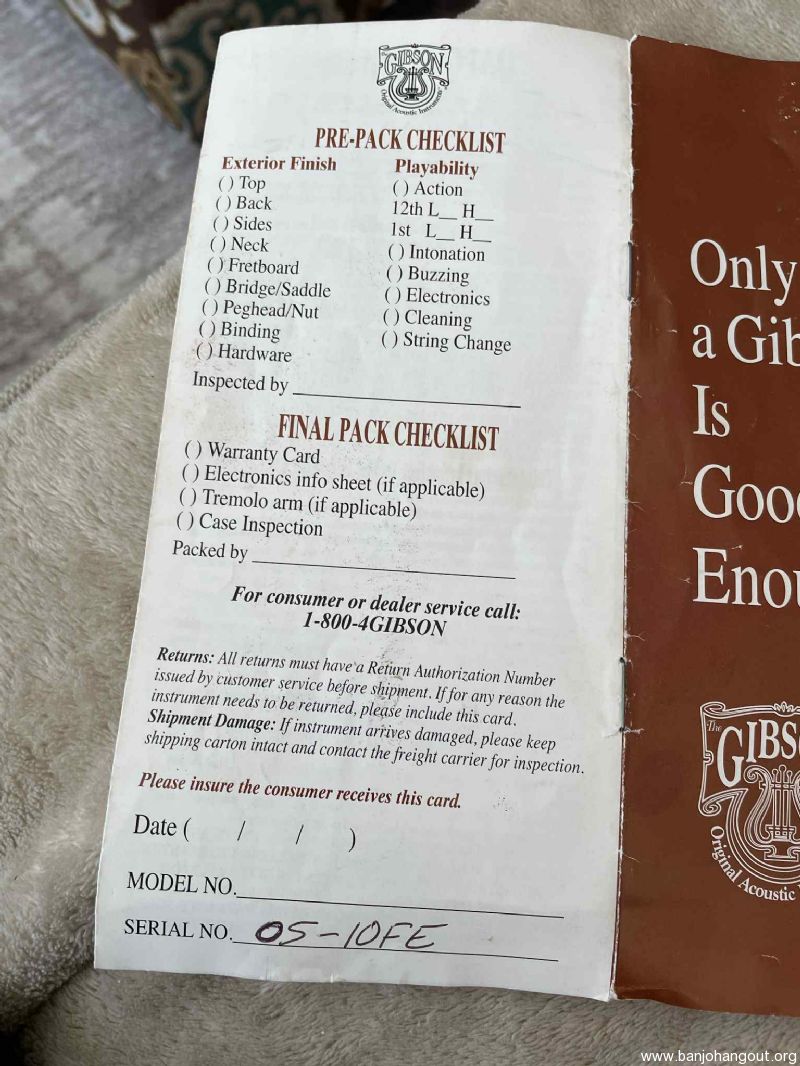 The
GIBSON
Original Acoustic Instruments
PRE-PACK CHECKLIST
Exterior Finish
( ) Top
( ) Back
( ) Sides
( ) Neck
( ) Fretboard
( ) Bridge/Saddle
( ) Peghead/Nut
( ) Binding
( ) Hardware
Playability
( ) Action
12th L__ H__
1st L__ H__
( ) Intonation
( ) Buzzing
( ) Electronics
( ) Cleaning
( ) String Change
Inspected by
FINAL PACK CHECKLIST
( ) Warranty Card
( ) Electronics info sheet (if applicable)
( ) Tremolo arm (if applicable)
( ) Case Inspection
Packed by
For consumer or dealer service call:
1-800-4GIBSON
Returns: All returns must have a Return Authorization Number
issued by customer service before shipment. If for any reason the
instrument needs to be returned, please include this card.
Shipment Damage: If instrument arrives damaged, please keep
shipping carton intact and contact the freight carrier for inspection.
Please insure the consumer receives this card.
Date ( / / )
MODEL NO.
SERIAL NO. OS-10FE
Only
a Gib
Is
Good
Enou
The
GIBSO
Original Acoustic
www.banjohangout.org